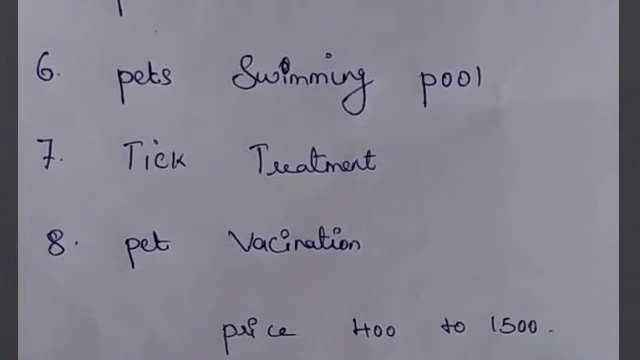 6. pets Swimming pool
7. Tick Treatment
8. pet Vacination
price 400 to 1500.